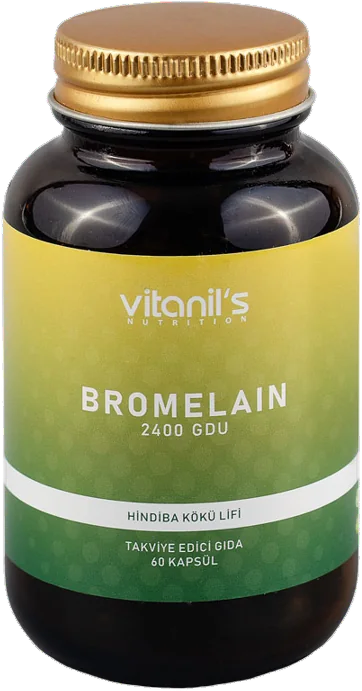 vitanil's
NUTRITION
BROMELAIN
2400 GDU
HİNDİBA KÖKÜ LİFİ
TAKVİYE EDİCİ GIDA
60 KAPSÜL